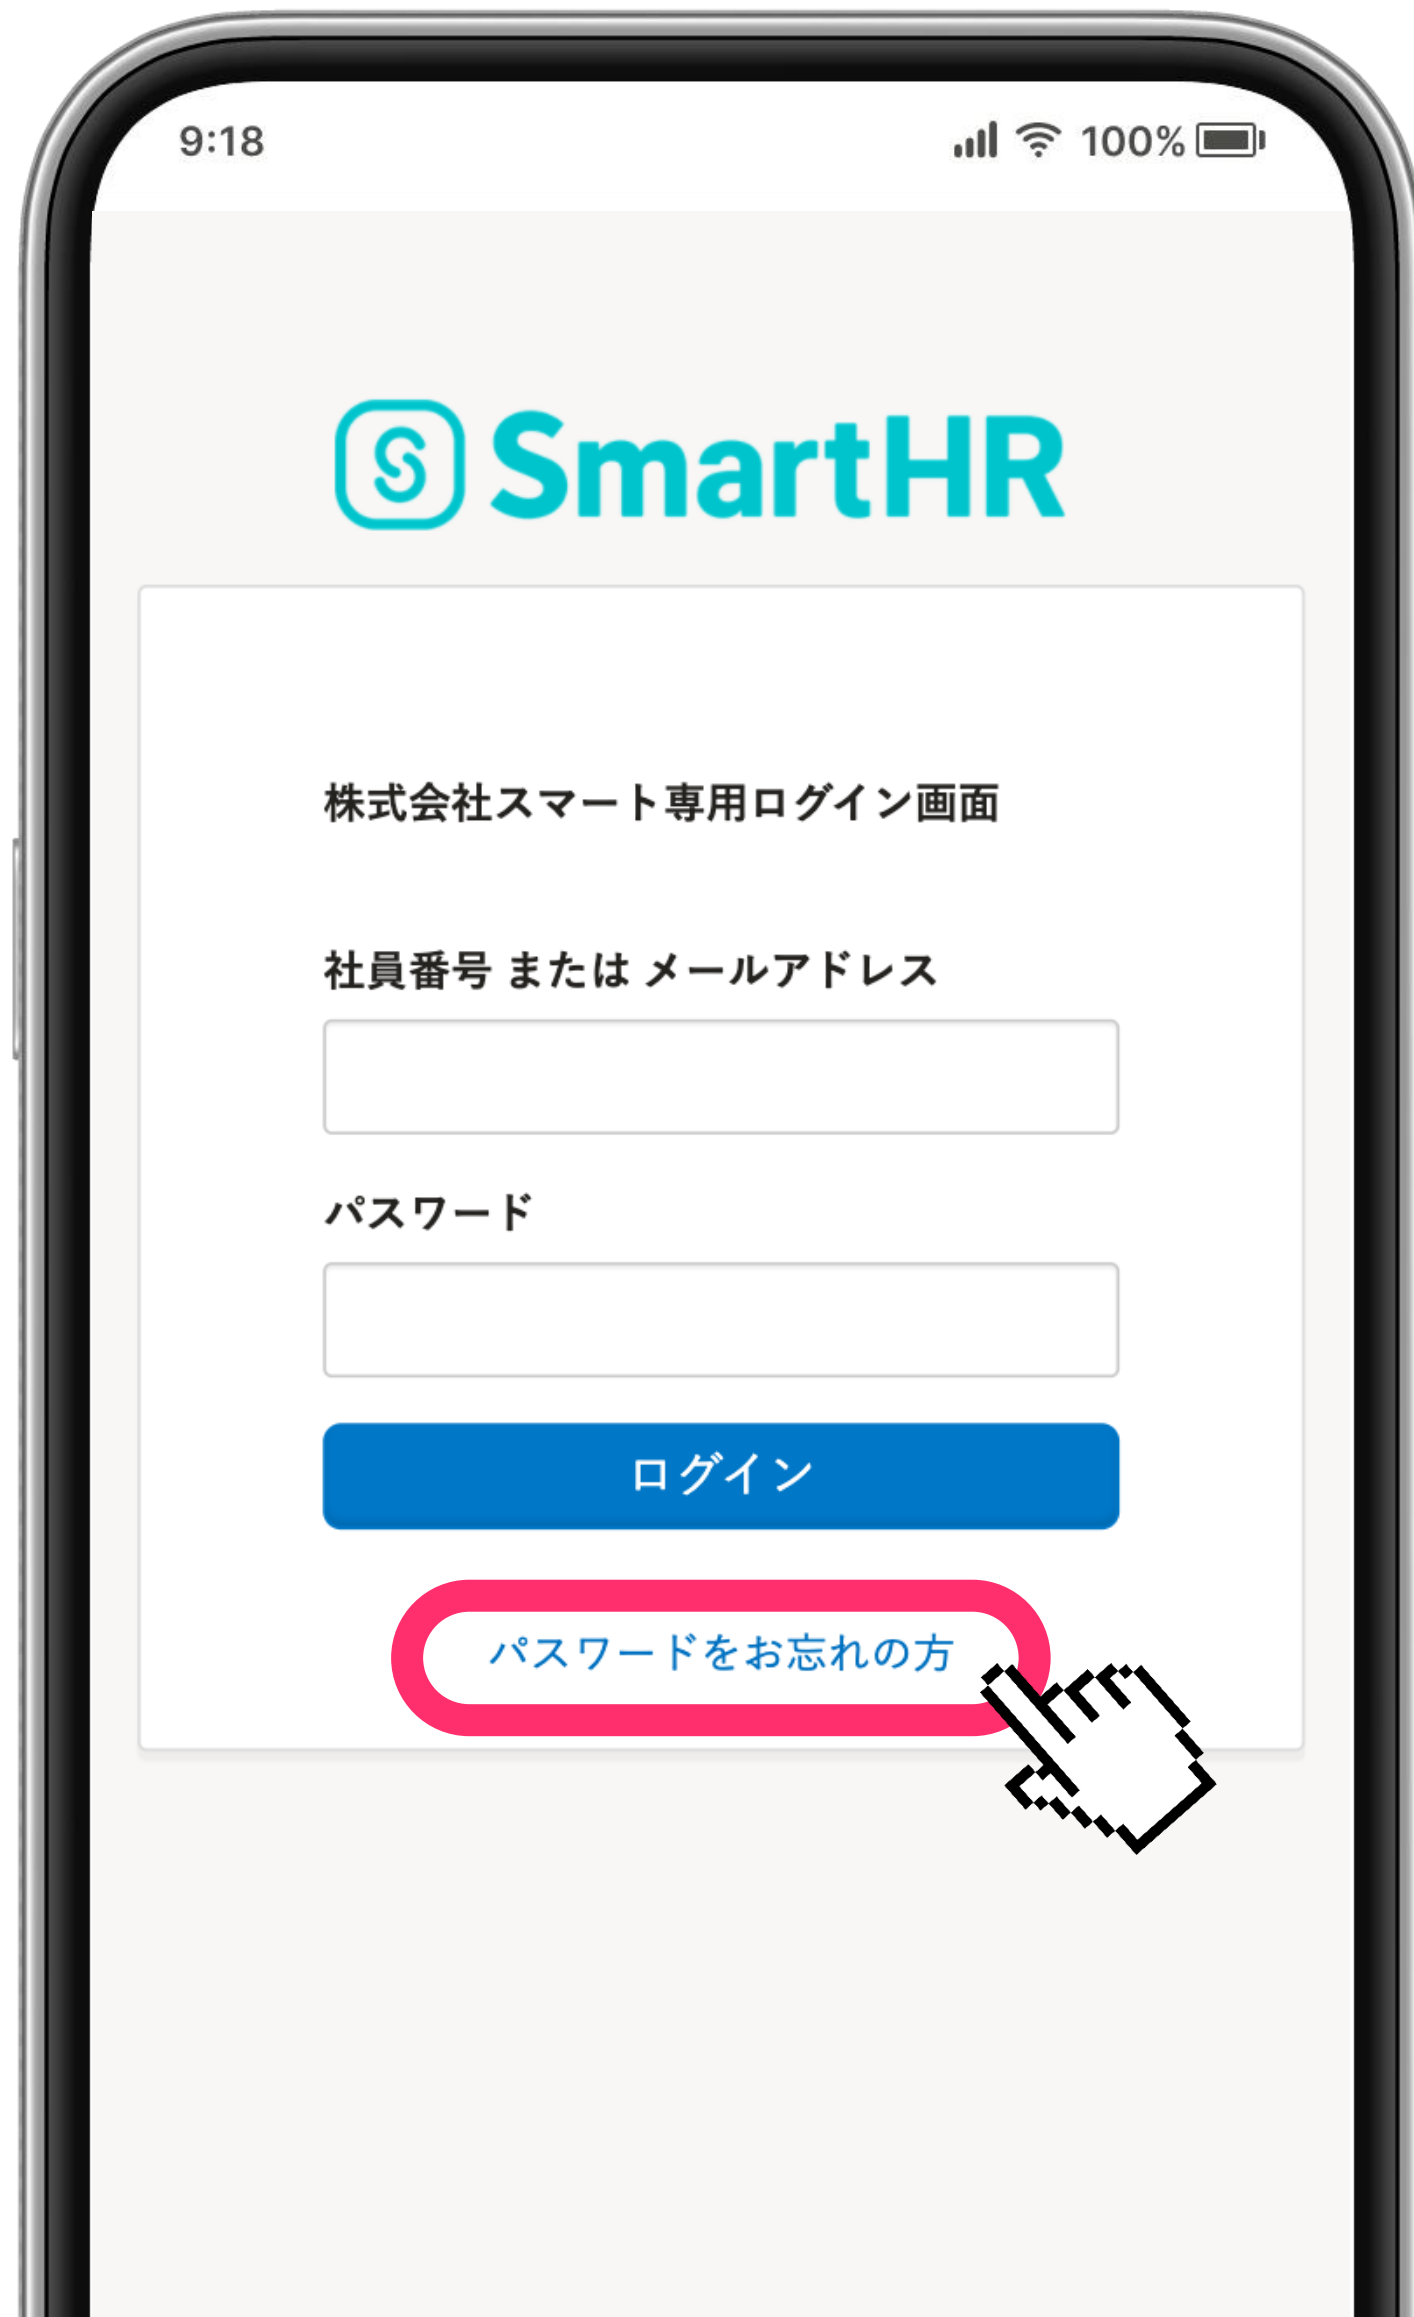 9:18 100%
SmartHR
株式会社スマート専用ログイン画面
社員番号 または メールアドレス
パスワード
ログイン
パスワードをお忘れの方